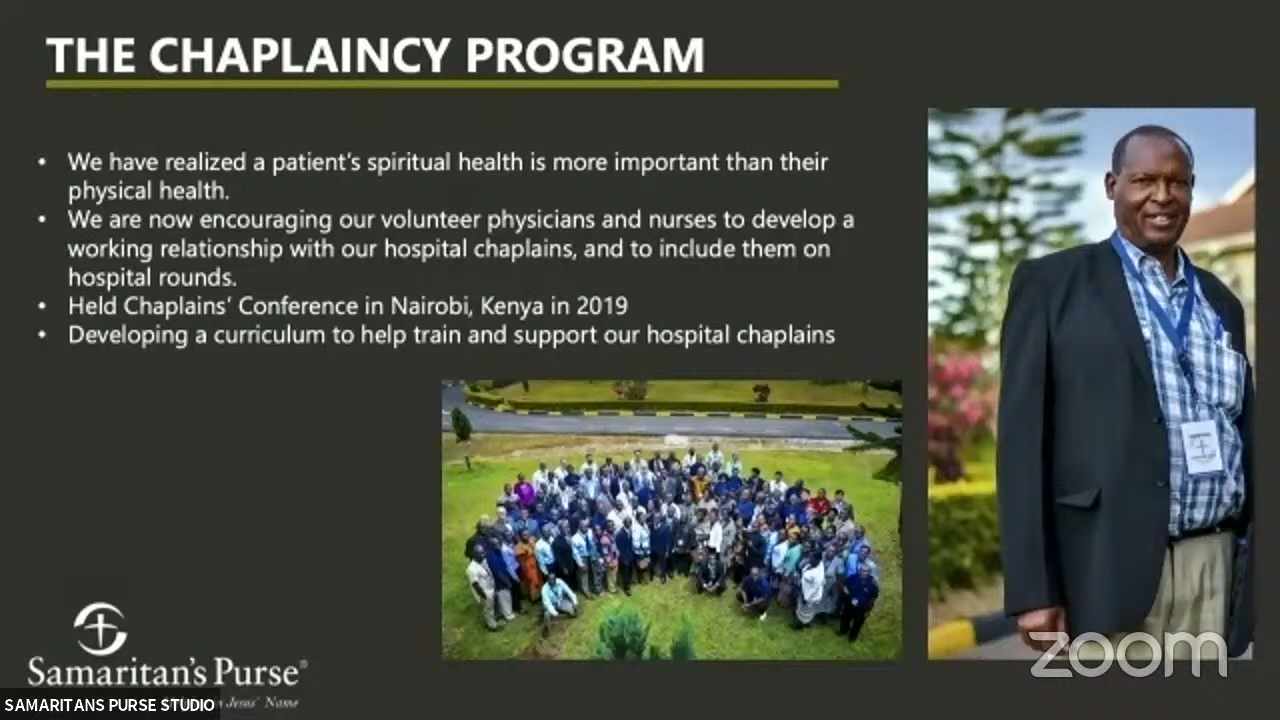 THE CHAPLAINCY PROGRAM
• We have realized a patient's spiritual health is more important than their
physical health.
• We are now encouraging our volunteer physicians and nurses to develop a
working relationship with our hospital chaplains, and to include them on
hospital rounds.
• Held Chaplains' Conference in Nairobi, Kenya in 2019
• Developing a curriculum to help train and support our hospital chaplains
Samaritan's Purse®
Jesus' Name
SAMARITANS PURSE STUDIO
zoom